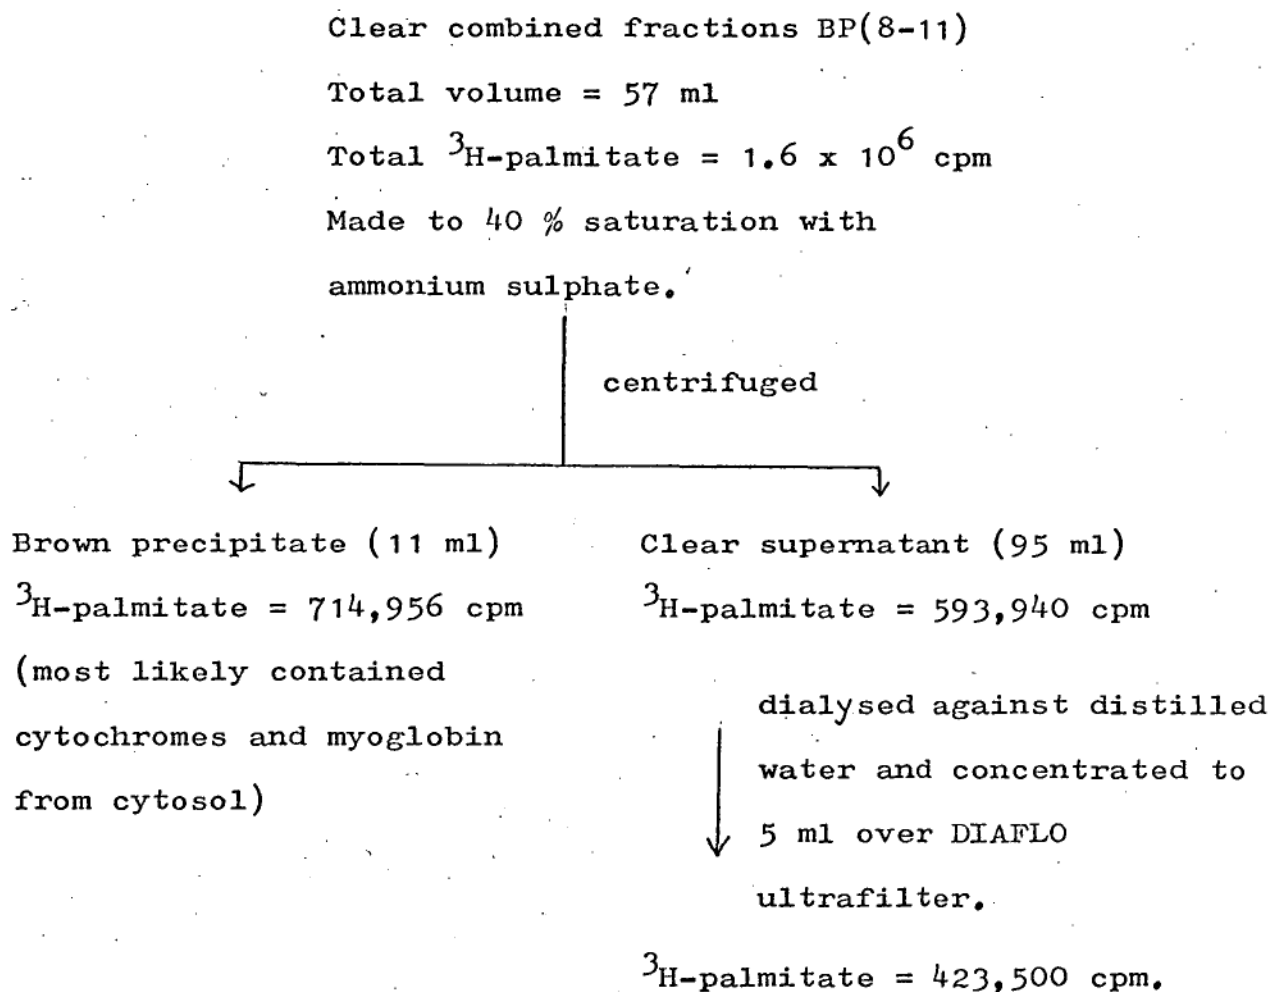 Clear combined fractions BP(8-11)
Total volume = 57 ml
Total ³H-palmitate = 1.6 x 10⁶ cpm
Made to 40 % saturation with
ammonium sulphate.
centrifuged
Brown precipitate (11 ml)
³H-palmitate = 714,956 cpm
(most likely contained
cytochromes and myoglobin
from cytosol)
Clear supernatant (95 ml)
³H-palmitate = 593,940 cpm
dialysed against distilled
water and concentrated to
5 ml over DIAFLO
ultrafilter.
³H-palmitate = 423,500 cpm.